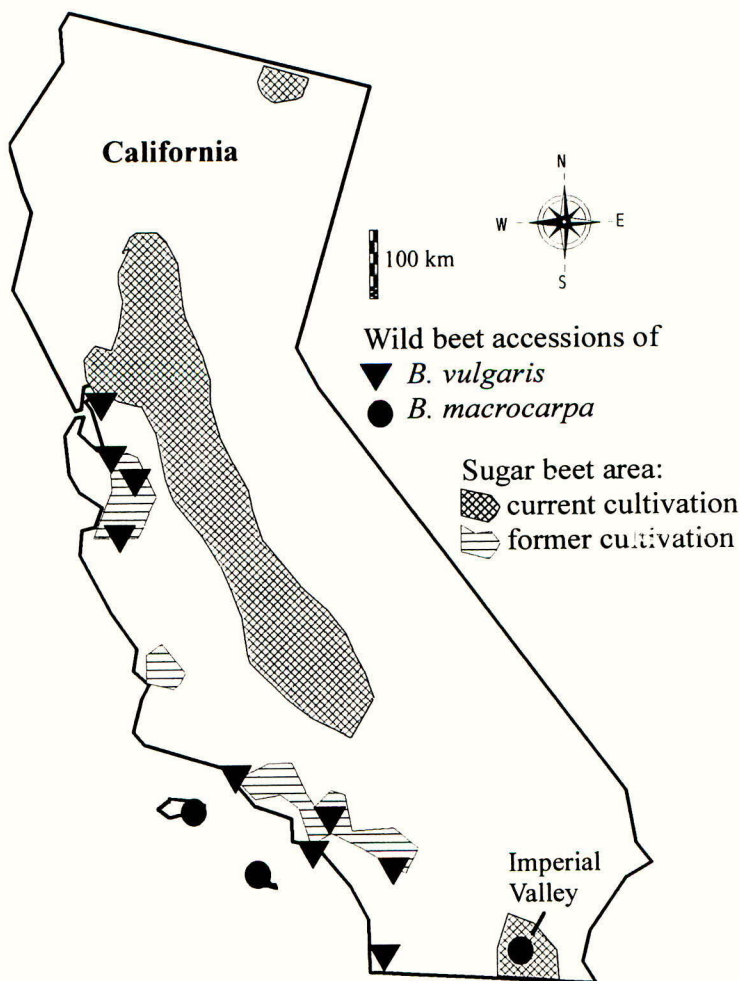 California
N
W
E
S
100 km
Wild beet accessions of
B. vulgaris
B. macrocarpa
Sugar beet area:
current cultivation
former cultivation
Imperial
Valley